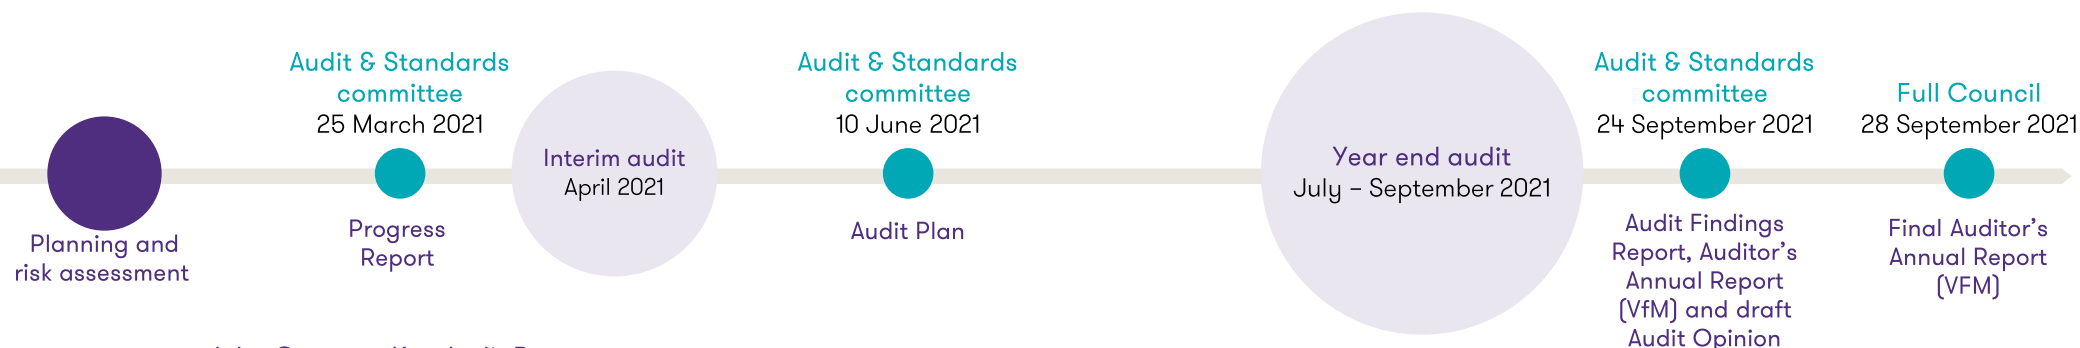 Planning and
risk assessment
Audit & Standards
committee
25 March 2021
Progress
Report
Interim audit
April 2021
Audit & Standards
committee
10 June 2021
Audit Plan
Year end audit
July – September 2021
Audit & Standards
committee
24 September 2021
Audit Findings
Report, Auditor’s
Annual Report
(VfM) and draft
Audit Opinion
Full Council
28 September 2021
Final Auditor’s
Annual Report
(VFM)